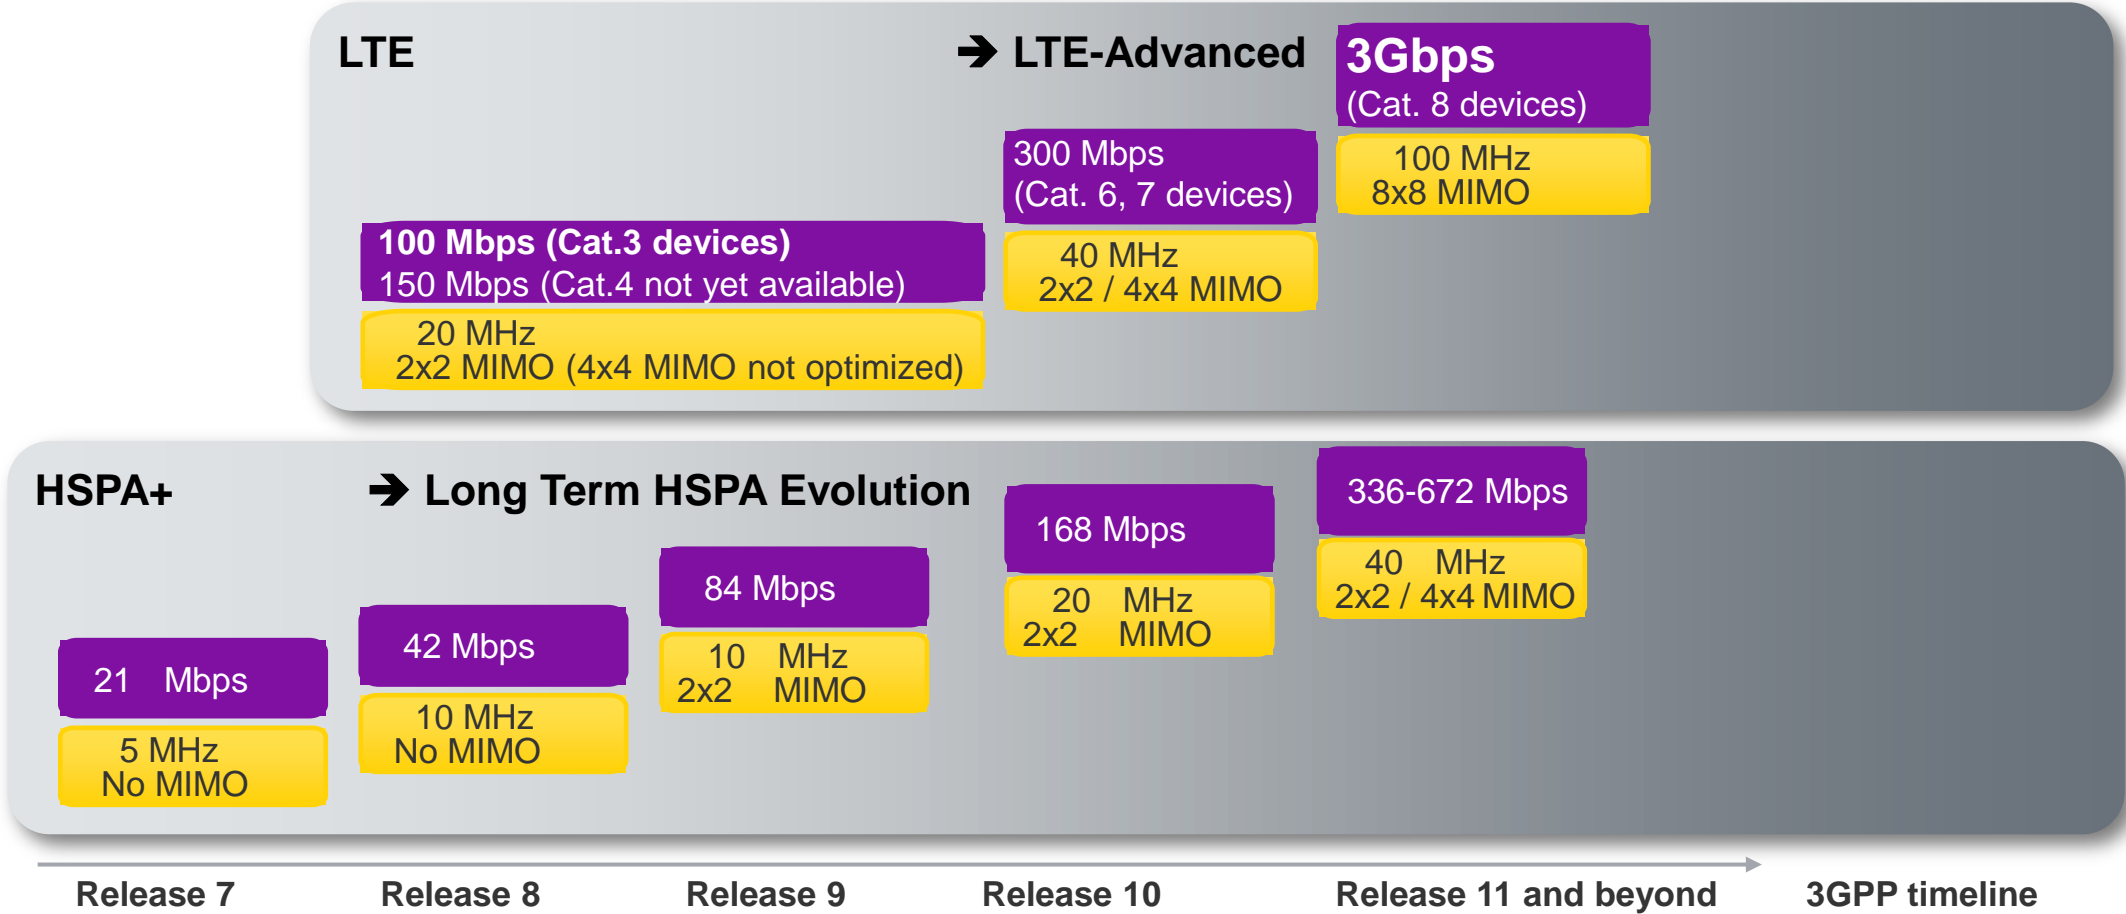 LTE
➔ LTE-Advanced
3Gbps
(Cat. 8 devices)
100 MHz
8x8 MIMO
300 Mbps
(Cat. 6, 7 devices)
40 MHz
2x2 / 4x4 MIMO
100 Mbps (Cat.3 devices)
150 Mbps (Cat.4 not yet available)
20 MHz
2x2 MIMO (4x4 MIMO not optimized)
HSPA+
➔ Long Term HSPA Evolution
336-672 Mbps
40 MHz
2x2 / 4x4 MIMO
168 Mbps
20 MHz
2x2 MIMO
84 Mbps
10 MHz
2x2 MIMO
42 Mbps
10 MHz
No MIMO
21 Mbps
5 MHz
No MIMO
Release 7
Release 8
Release 9
Release 10
Release 11 and beyond
3GPP timeline